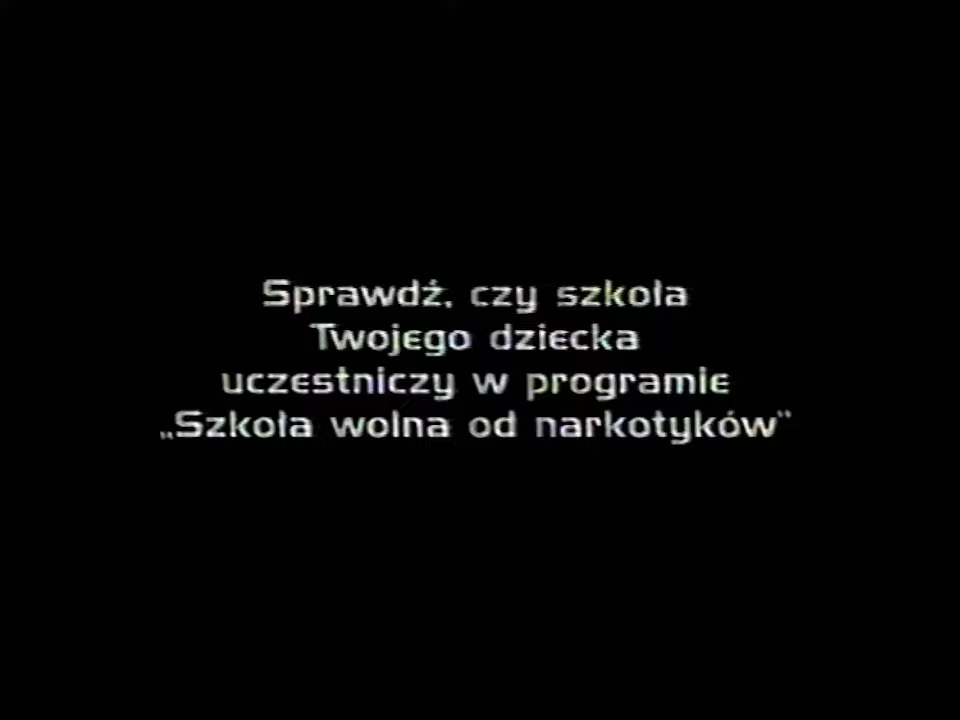 Sprawdź, czy szkoła
Twojego dziecka
uczestniczy w programie
„Szkoła wolna od narkotyków”